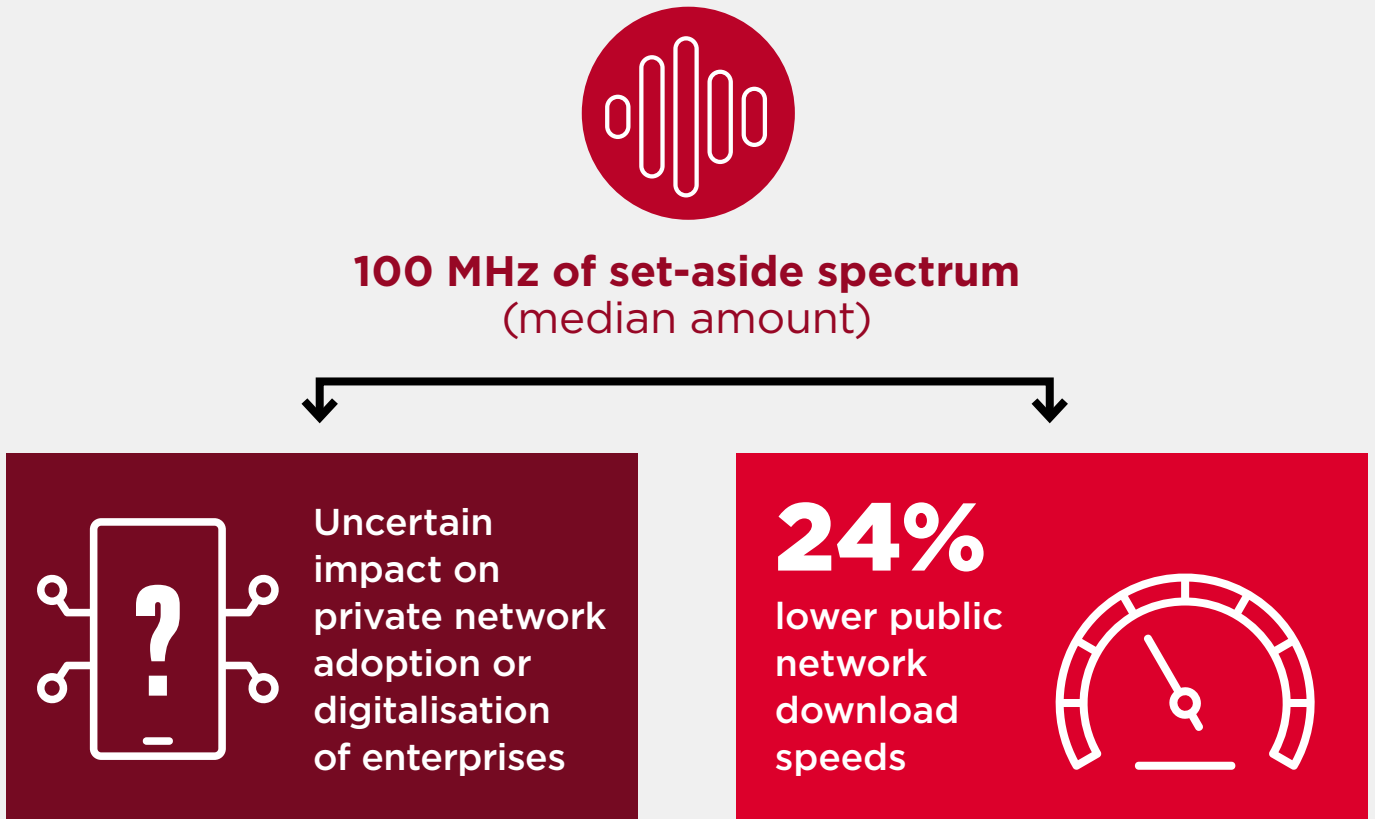 100 MHz of set-aside spectrum
(median amount)
?
Uncertain
impact on
private network
adoption or
digitalisation
of enterprises
24%
lower public
network
download
speeds